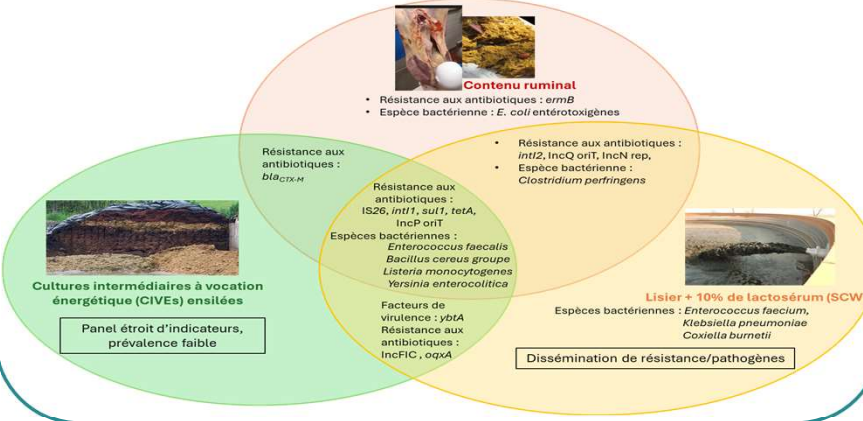 Contenu ruminal
• Résistance aux antibiotiques : ermB
• Espèce bactérienne : E. coli entérotoxigènes
Résistance aux
antibiotiques :
bla_CTX-M
• Résistance aux antibiotiques :
intI2, IncQ oriT, IncN rep,
• Espèce bactérienne :
Clostridium perfringens
Résistance aux
antibiotiques :
IS26, intI1, sul1, tetA,
IncP oriT
Espèces bactériennes :
Enterococcus faecalis
Bacillus cereus groupe
Listeria monocytogenes
Yersinia enterocolitica
Cultures intermédiaires à vocation
énergétique (CIVEs) ensilées
Panel étroit d'indicateurs,
prévalence faible
Facteurs de
virulence : ybtA
Résistance aux
antibiotiques :
IncFIC , oqxA
Lisier + 10% de lactosérum (SCW
Espèces bactériennes : Enterococcus faecium,
Klebsiella pneumoniae
Coxiella burnetii
Dissémination de résistance/pathogènes